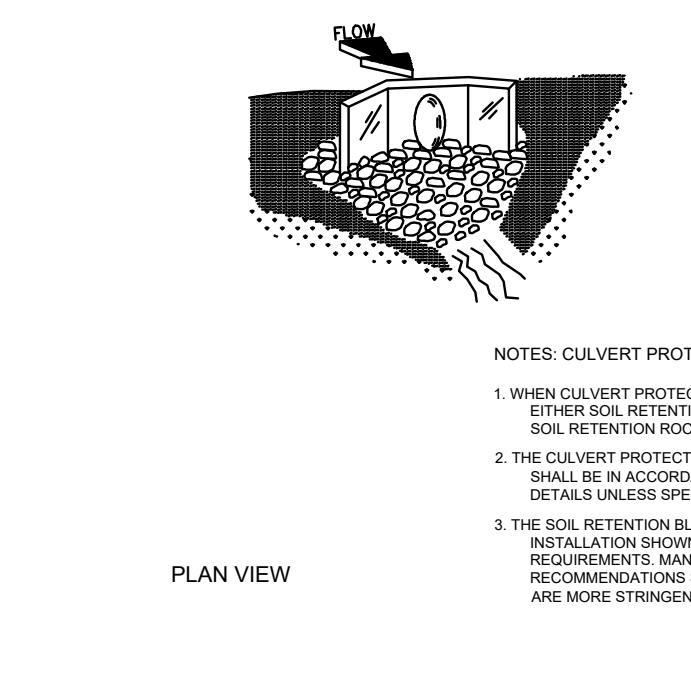 FLOW
NOTES: CULVERT PROT
1. WHEN CULVERT PROTEC
EITHER SOIL RETENTI
SOIL RETENTION ROC
2. THE CULVERT PROTECT
SHALL BE IN ACCORD
DETAILS UNLESS SPE
3. THE SOIL RETENTION BL
INSTALLATION SHOWN
REQUIREMENTS. MAN
RECOMMENDATIONS
ARE MORE STRINGEN
PLAN VIEW